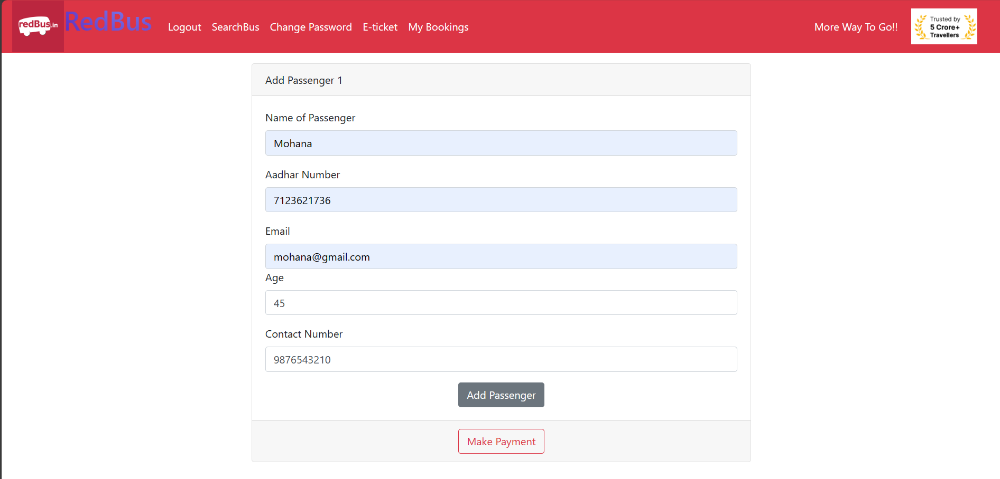 redBus.in
RedBus
Logout
SearchBus
Change Password
E-ticket
My Bookings
More Way To Go!!
Trusted by
5 Crore+
Travellers
Add Passenger 1
Name of Passenger
Mohana
Aadhar Number
7123621736
Email
mohana@gmail.com
Age
45
Contact Number
9876543210
Add Passenger
Make Payment